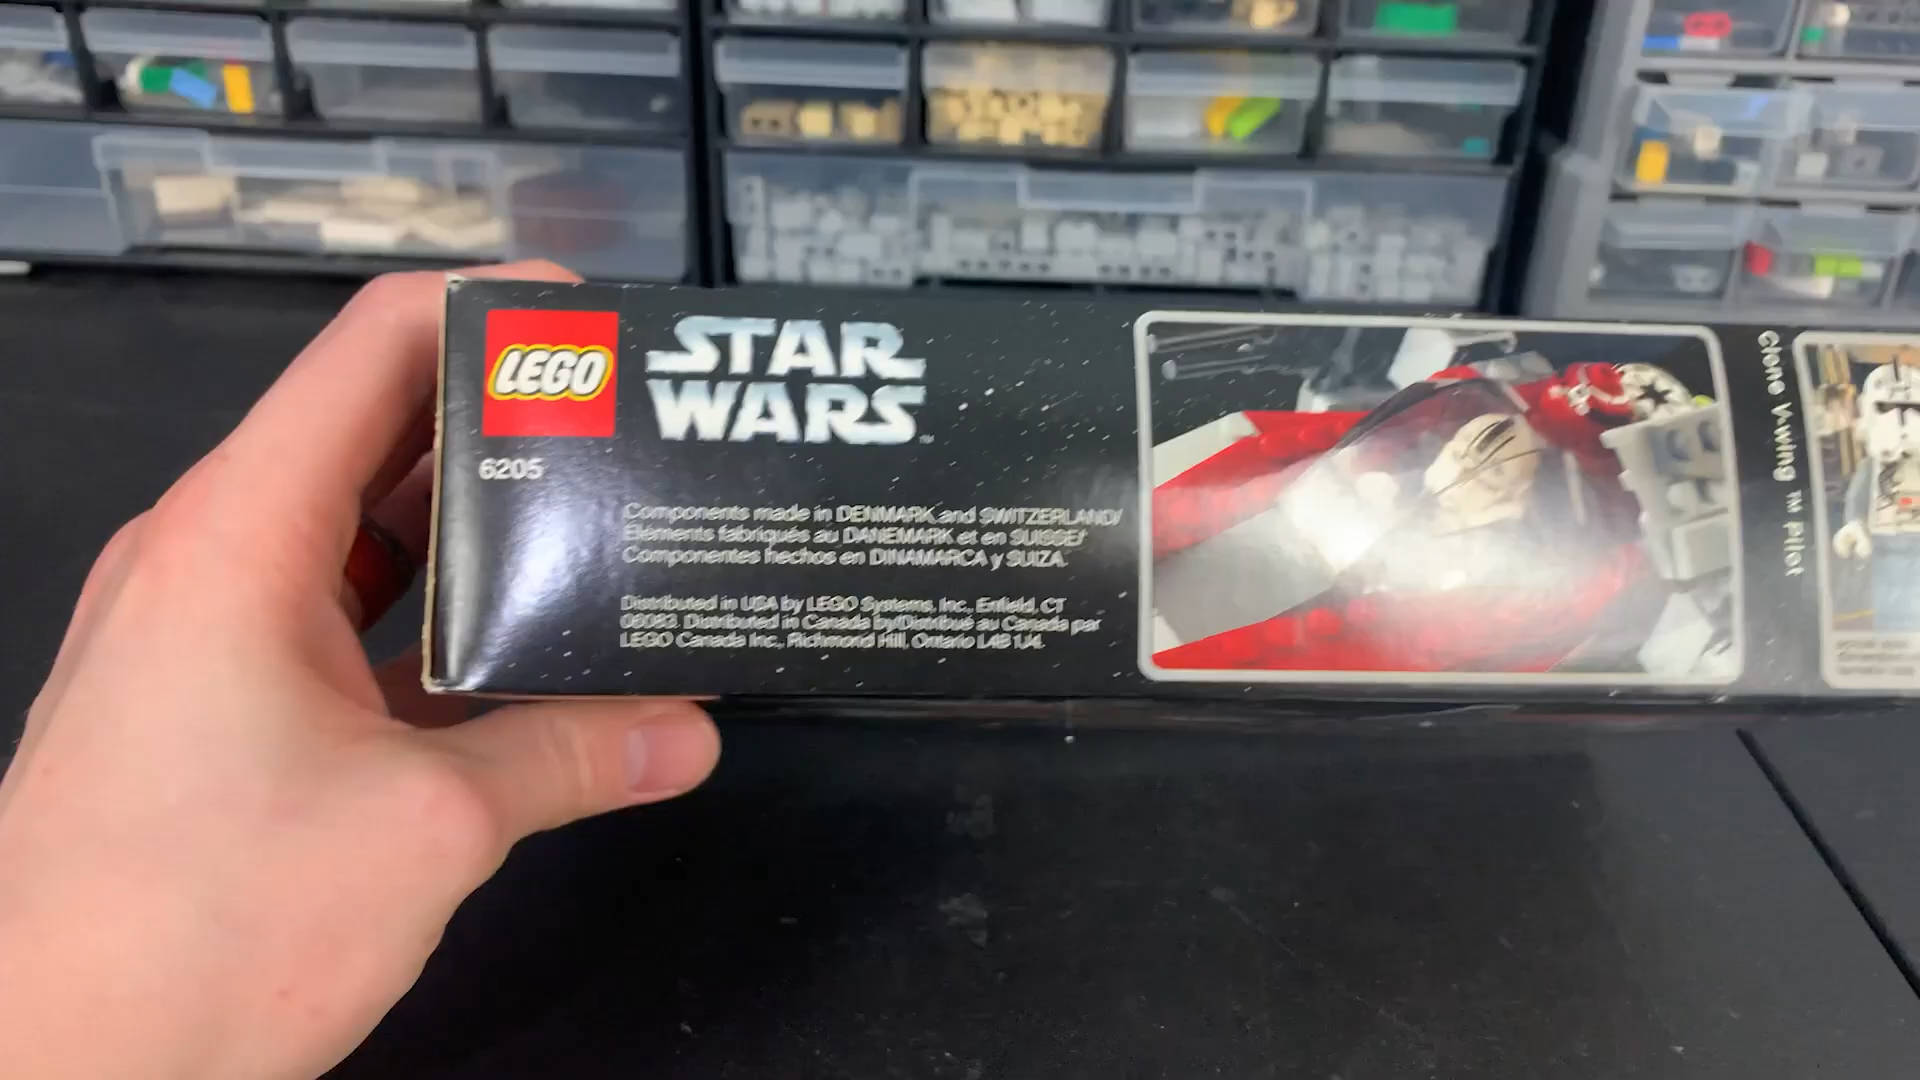 LEGO
STAR
WARS
TM
6205
Components made in DENMARK and SWITZERLAND/
Éléments fabriqués au DANEMARK et en SUISSE/
Componentes hechos en DINAMARCA y SUIZA.
Distributed in USA by LEGO Systems, Inc., Enfield, CT
06083. Distributed in Canada by/Distribué au Canada par
LEGO Canada Inc., Richmond Hill, Ontario L4B 1J4.
Clone V-wing TM Pilot